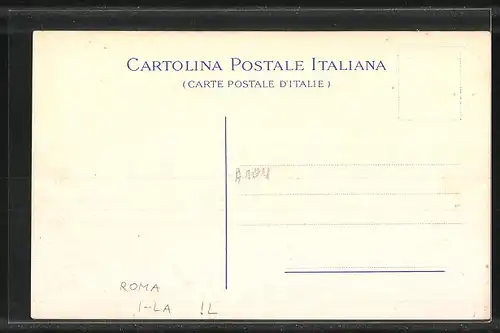 CARTOLINA POSTALE ITALIANA
(CARTE POSTALE D'ITALIE)
ROMA
I-LA !L